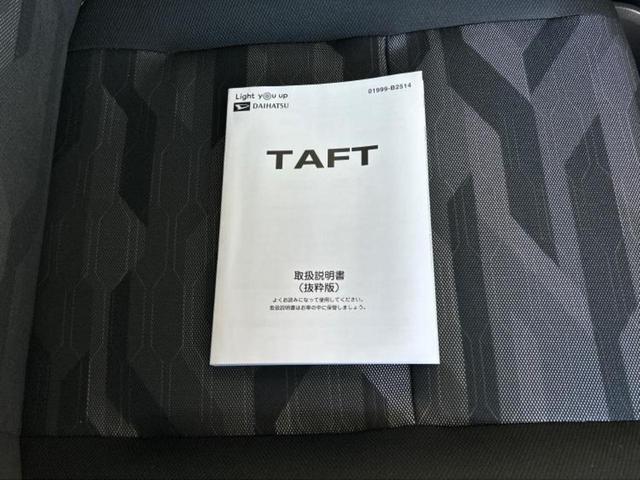 Light you up
01999-B2514
DAIHATSU
TAFT
取扱説明書
（抜粋版）
よくお読みになって使用してください。
取扱説明書はお車の中に保管しましょう。